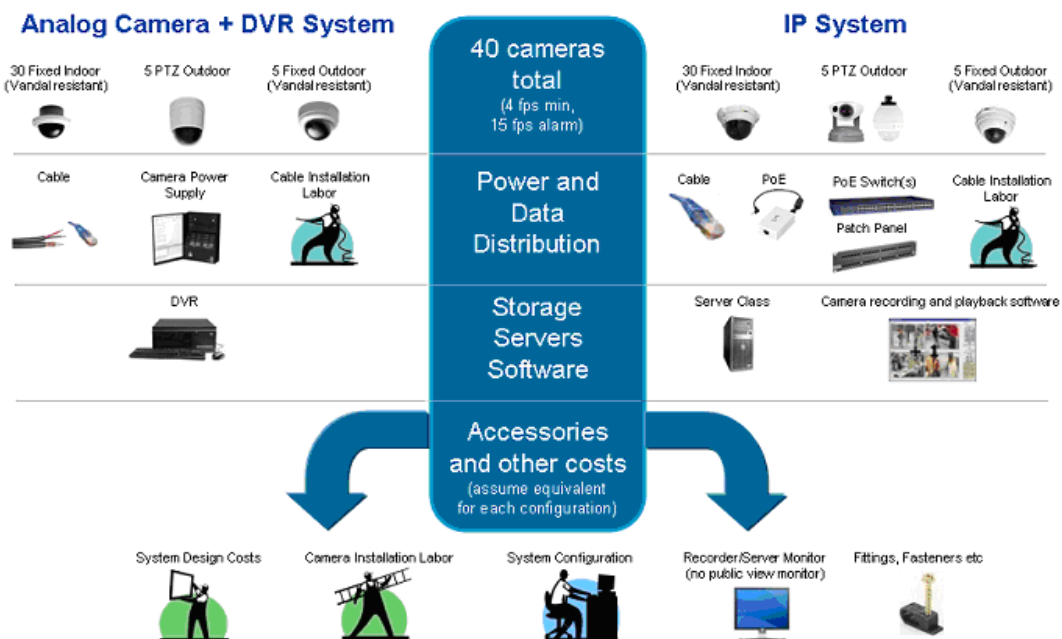 Analog Camera + DVR System
IP System
40 cameras
total
(4 fps min,
15 fps alarm)
30 Fixed Indoor
(Vandal resistant)
5 PTZ Outdoor
5 Fixed Outdoor
(Vandal resistant)
30 Fixed Indoor
(Vandal resistant)
5 PTZ Outdoor
5 Fixed Outdoor
(Vandal resistant)
Cable
Camera Power
Supply
Cable Installation
Labor
Power and
Data
Distribution
Cable
PoE
PoE Switch(s)
Patch Panel
Cable Installation
Labor
DVR
Storage
Servers
Software
Server Class
Camera recording and playback software
Accessories
and other costs
(assume equivalent
for each configuration)
System Design Costs
Camera Installation Labor
System Configuration
Recorder/Server Monitor
(no public view monitor)
Fittings, Fasteners etc